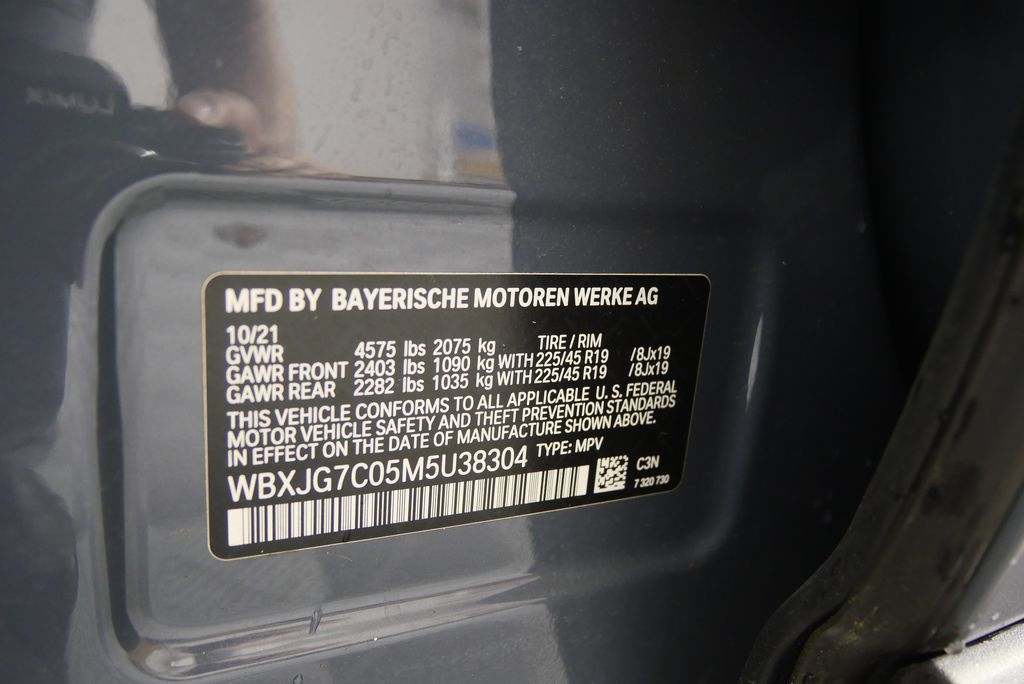 MFD BY BAYERISCHE MOTOREN WERKE AG
10/21 TIRE / RIM
GVWR 4575 lbs 2075 kg
GAWR FRONT 2403 lbs 1090 kg WITH 225/45 R19 /8Jx19
GAWR REAR 2282 lbs 1035 kg WITH 225/45 R19 /8Jx19
THIS VEHICLE CONFORMS TO ALL APPLICABLE U. S. FEDERAL
MOTOR VEHICLE SAFETY AND THEFT PREVENTION STANDARDS
IN EFFECT ON THE DATE OF MANUFACTURE SHOWN ABOVE.
WBXJG7C05M5U38304 TYPE: MPV
C3N
7 320 730